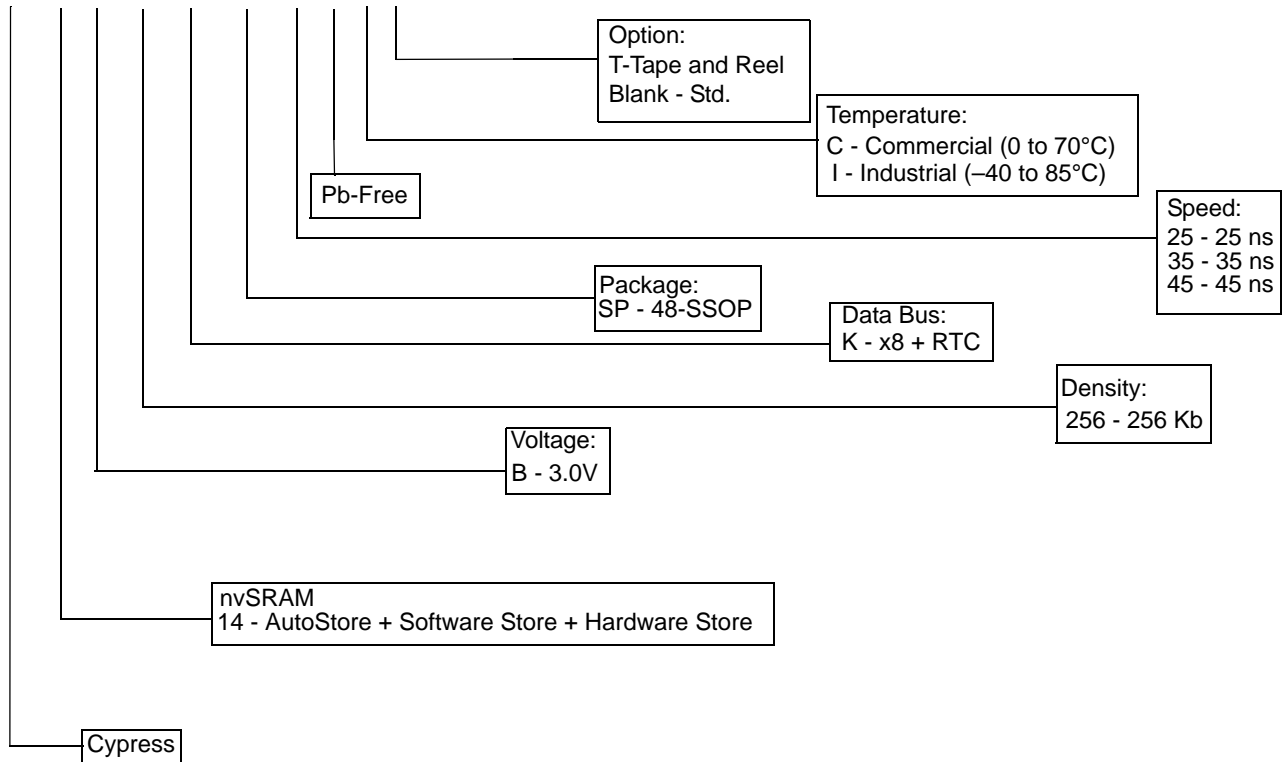 Option:
T-Tape and Reel
Blank - Std.
Temperature:
C - Commercial (0 to 70°C)
I - Industrial (–40 to 85°C)
Pb-Free
Speed:
25 - 25 ns
35 - 35 ns
45 - 45 ns
Package:
SP - 48-SSOP
Data Bus:
K - x8 + RTC
Density:
256 - 256 Kb
Voltage:
B - 3.0V
nvSRAM
14 - AutoStore + Software Store + Hardware Store
Cypress